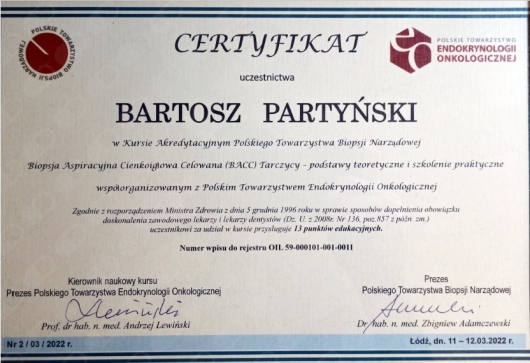 POLSKIE TOWARZYSTWO
BIOPSJI NARZĄDOWEJ
CERTYFIKAT
POLSKIE TOWARZYSTWO
ENDOKRYNOLOGII
ONKOLOGICZNEJ
uczestnictwa
BARTOSZ PARTYŃSKI
w Kursie Akredytacyjnym Polskiego Towarzystwa Biopsji Narządowej
Biopsja Aspiracyjna Cienkoigłowa Celowana (BACC) Tarczycy – podstawy teoretyczne i szkolenie praktyczne
współorganizowanym z Polskim Towarzystwem Endokrynologii Onkologicznej
Zgodnie z rozporządzeniem Ministra Zdrowia z dnia 5 grudnia 1996 roku w sprawie sposobów dopełnienia obowiązku
doskonalenia zawodowego lekarzy i lekarzy dentystów (Dz. U. z 2008r. Nr 136, poz.857 z późn. zm.)
uczestnikowi za udział w kursie przysługuje 13 punktów edukacyjnych.
Numer wpisu do rejestru OIL 59-000101-001-0011
Kierownik naukowy kursu
Prezes Polskiego Towarzystwa Endokrynologii Onkologicznej
Prof. dr hab. n. med. Andrzej Lewiński
Prezes
Polskiego Towarzystwa Biopsji Narządowej
Dr hab. n. med. Zbigniew Adamczewski
Nr 2 / 03 / 2022 r.
Łódź, dn. 11 – 12.03.2022 r.